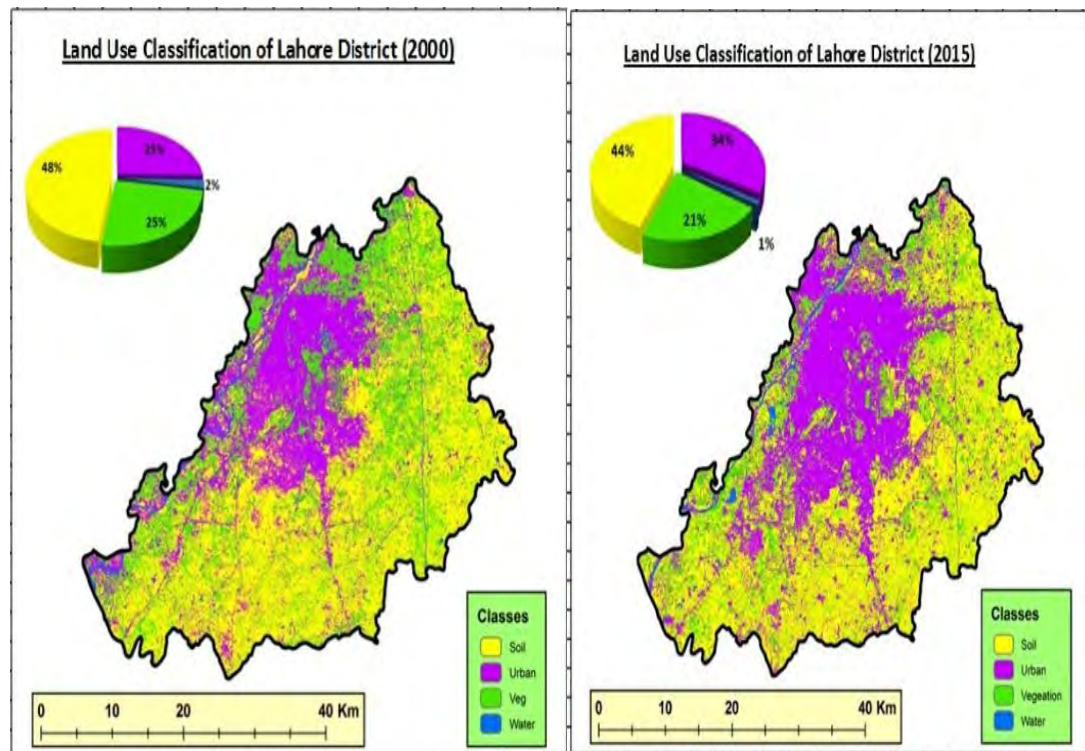 Land Use Classification of Lahore District (2000)
48%
25%
2%
25%
Classes
Soil
Urban
Veg
Water
0 10 20 40 Km
Land Use Classification of Lahore District (2015)
44%
34%
21%
1%
Classes
Soil
Urban
Vegeation
Water
0 10 20 40 Km